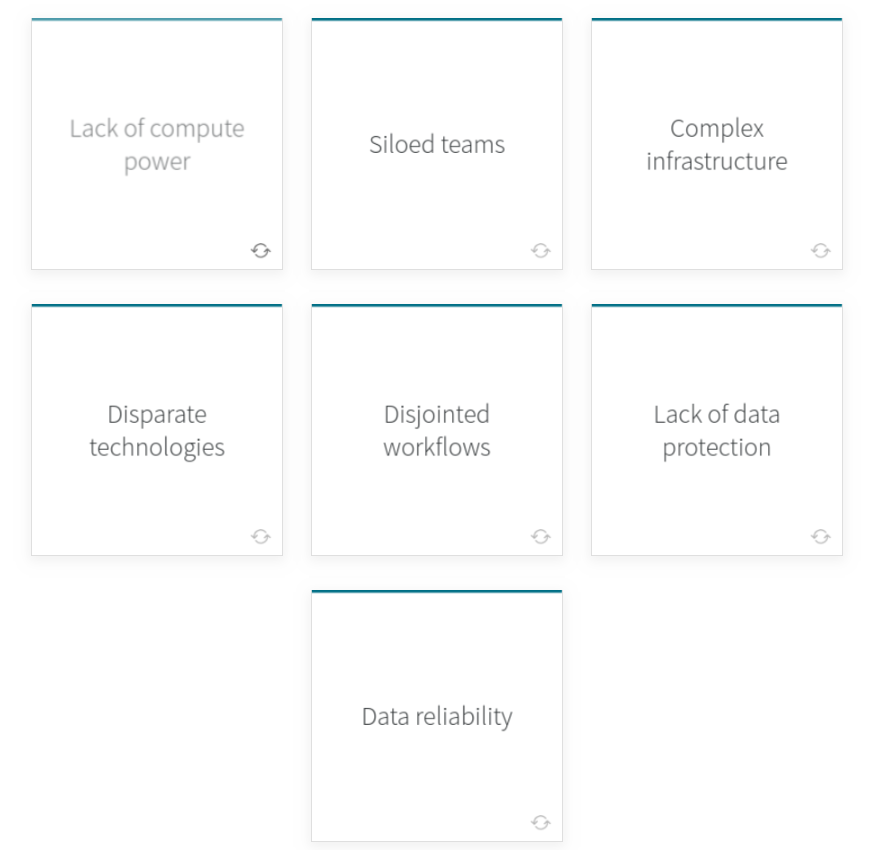 Lack of compute
power
Siloed teams
Complex
infrastructure
Disparate
technologies
Disjointed
workflows
Lack of data
protection
Data reliability